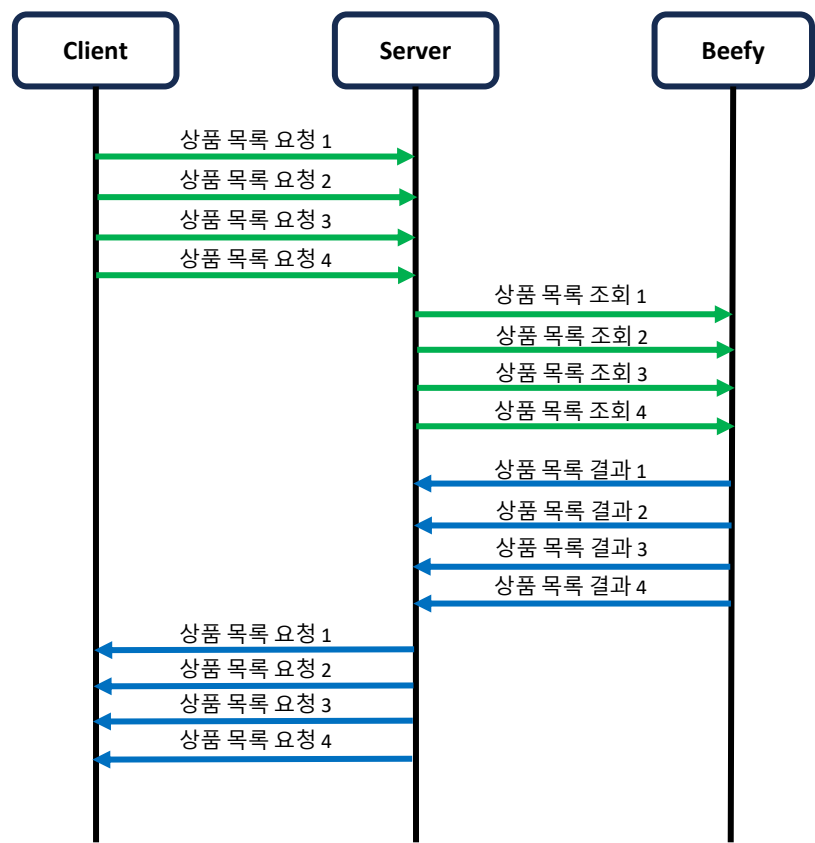 Client
Server
Beefy
상품 목록 요청 1
상품 목록 요청 2
상품 목록 요청 3
상품 목록 요청 4
상품 목록 조회 1
상품 목록 조회 2
상품 목록 조회 3
상품 목록 조회 4
상품 목록 결과 1
상품 목록 결과 2
상품 목록 결과 3
상품 목록 결과 4
상품 목록 요청 1
상품 목록 요청 2
상품 목록 요청 3
상품 목록 요청 4